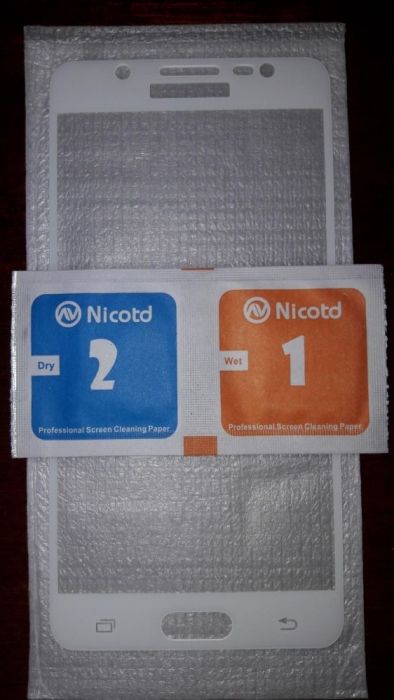 Nicotd
Dry
2
Professional Screen Cleaning Paper
Nicotd
Wet
1
Professional Screen Cleaning Paper